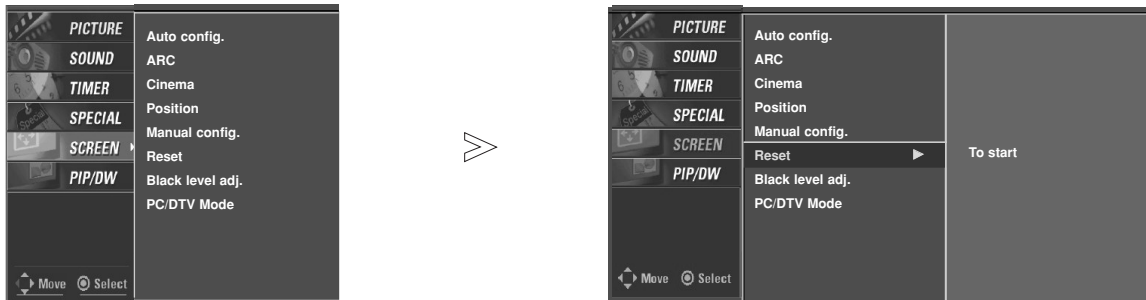 PICTURE
SOUND
TIMER
SPECIAL
SCREEN
PIP/DW
Move Select
Auto config.
ARC
Cinema
Position
Manual config.
Reset
Black level adj.
PC/DTV Mode
PICTURE
SOUND
TIMER
SPECIAL
SCREEN
PIP/DW
Move Select
Auto config.
ARC
Cinema
Position
Manual config.
Reset ▶
Black level adj.
PC/DTV Mode
To start